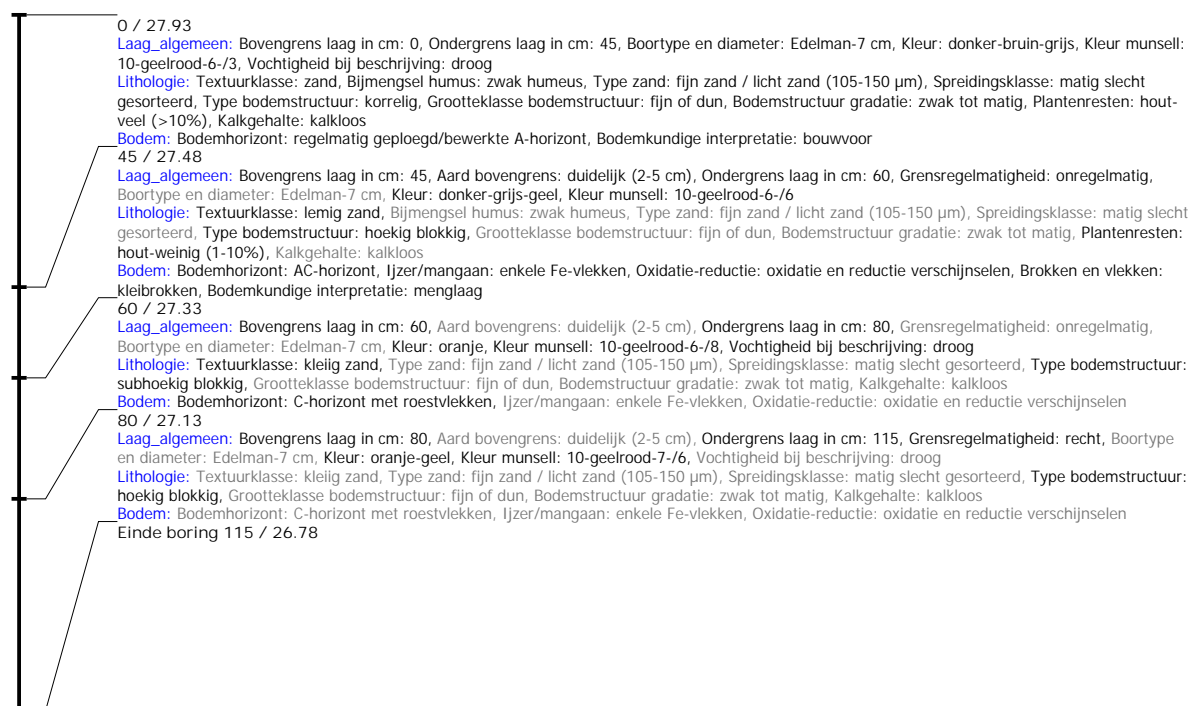 0 / 27.93
Laag_algemeen: Bovengrens laag in cm: 0, Ondergrens laag in cm: 45, Boortype en diameter: Edelman-7 cm, Kleur: donker-bruin-grijs, Kleur munsell:
10-geelrood-6-/3, Vochtigheid bij beschrijving: droog
Lithologie: Textuurklasse: zand, Bijmengsel humus: zwak humeus, Type zand: fijn zand / licht zand (105-150 µm), Spreidingsklasse: matig slecht
gesorteerd, Type bodemstructuur: korrelig, Grootteklasse bodemstructuur: fijn of dun, Bodemstructuur gradatie: zwak tot matig, Plantenresten: hout-
veel (>10%), Kalkgehalte: kalkloos
Bodem: Bodemhorizont: regelmatig geploegd/bewerkte A-horizont, Bodemkundige interpretatie: bouwvoor
45 / 27.48
Laag_algemeen: Bovengrens laag in cm: 45, Aard bovengrens: duidelijk (2-5 cm), Ondergrens laag in cm: 60, Grensregelmatigheid: onregelmatig,
Boortype en diameter: Edelman-7 cm, Kleur: donker-grijs-geel, Kleur munsell: 10-geelrood-6-/6
Lithologie: Textuurklasse: lemig zand, Bijmengsel humus: zwak humeus, Type zand: fijn zand / licht zand (105-150 µm), Spreidingsklasse: matig slecht
gesorteerd, Type bodemstructuur: hoekig blokkig, Grootteklasse bodemstructuur: fijn of dun, Bodemstructuur gradatie: zwak tot matig, Plantenresten:
hout-weinig (1-10%), Kalkgehalte: kalkloos
Bodem: Bodemhorizont: AC-horizont, Ijzer/mangaan: enkele Fe-vlekken, Oxidatie-reductie: oxidatie en reductie verschijnselen, Brokken en vlekken:
kleibrokken, Bodemkundige interpretatie: menglaag
60 / 27.33
Laag_algemeen: Bovengrens laag in cm: 60, Aard bovengrens: duidelijk (2-5 cm), Ondergrens laag in cm: 80, Grensregelmatigheid: onregelmatig,
Boortype en diameter: Edelman-7 cm, Kleur: oranje, Kleur munsell: 10-geelrood-6-/8, Vochtigheid bij beschrijving: droog
Lithologie: Textuurklasse: kleiig zand, Type zand: fijn zand / licht zand (105-150 µm), Spreidingsklasse: matig slecht gesorteerd, Type bodemstructuur:
subhoekig blokkig, Grootteklasse bodemstructuur: fijn of dun, Bodemstructuur gradatie: zwak tot matig, Kalkgehalte: kalkloos
Bodem: Bodemhorizont: C-horizont met roestvlekken, Ijzer/mangaan: enkele Fe-vlekken, Oxidatie-reductie: oxidatie en reductie verschijnselen
80 / 27.13
Laag_algemeen: Bovengrens laag in cm: 80, Aard bovengrens: duidelijk (2-5 cm), Ondergrens laag in cm: 115, Grensregelmatigheid: recht, Boortype
en diameter: Edelman-7 cm, Kleur: oranje-geel, Kleur munsell: 10-geelrood-7-/6, Vochtigheid bij beschrijving: droog
Lithologie: Textuurklasse: kleiig zand, Type zand: fijn zand / licht zand (105-150 µm), Spreidingsklasse: matig slecht gesorteerd, Type bodemstructuur:
hoekig blokkig, Grootteklasse bodemstructuur: fijn of dun, Bodemstructuur gradatie: zwak tot matig, Kalkgehalte: kalkloos
Bodem: Bodemhorizont: C-horizont met roestvlekken, Ijzer/mangaan: enkele Fe-vlekken, Oxidatie-reductie: oxidatie en reductie verschijnselen
Einde boring 115 / 26.78